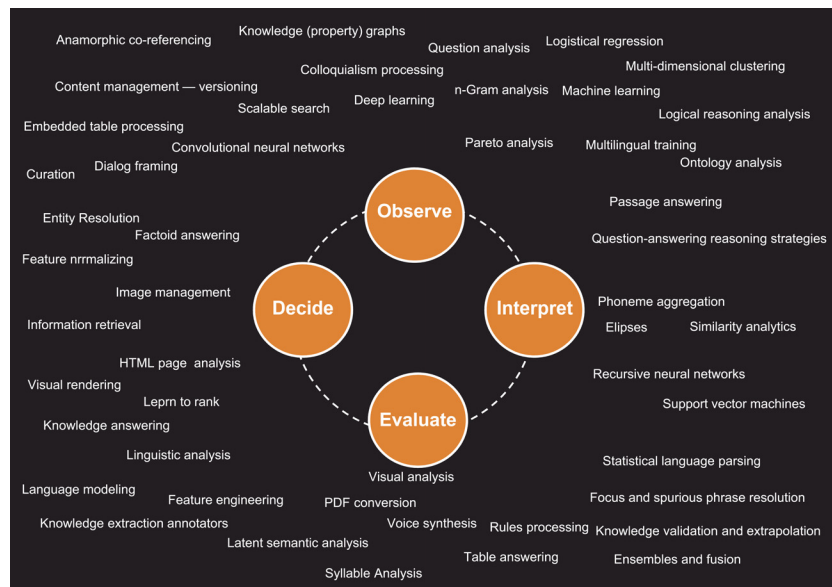 Knowledge (property) graphs
Anamorphic co-referencing
Logistical regression
Question analysis
Colloquialism processing
Multi-dimensional clustering
Content management — versioning
n-Gram analysis
Machine learning
Deep learning
Scalable search
Logical reasoning analysis
Embedded table processing
Convolutional neural networks
Pareto analysis
Multilingual training
Ontology analysis
Dialog framing
Curation
Passage answering
Observe
Entity Resolution
Factoid answering
Question-answering reasoning strategies
Feature nrrmalizing
Image management
Decide
Interpret
Phoneme aggregation
Information retrieval
Elipses
Similarity analytics
HTML page analysis
Recursive neural networks
Visual rendering
Leprn to rank
Support vector machines
Evaluate
Knowledge answering
Linguistic analysis
Statistical language parsing
Visual analysis
Language modeling
Feature engineering
PDF conversion
Focus and spurious phrase resolution
Knowledge extraction annotators
Voice synthesis
Rules processing
Knowledge validation and extrapolation
Latent semantic analysis
Table answering
Ensembles and fusion
Syllable Analysis